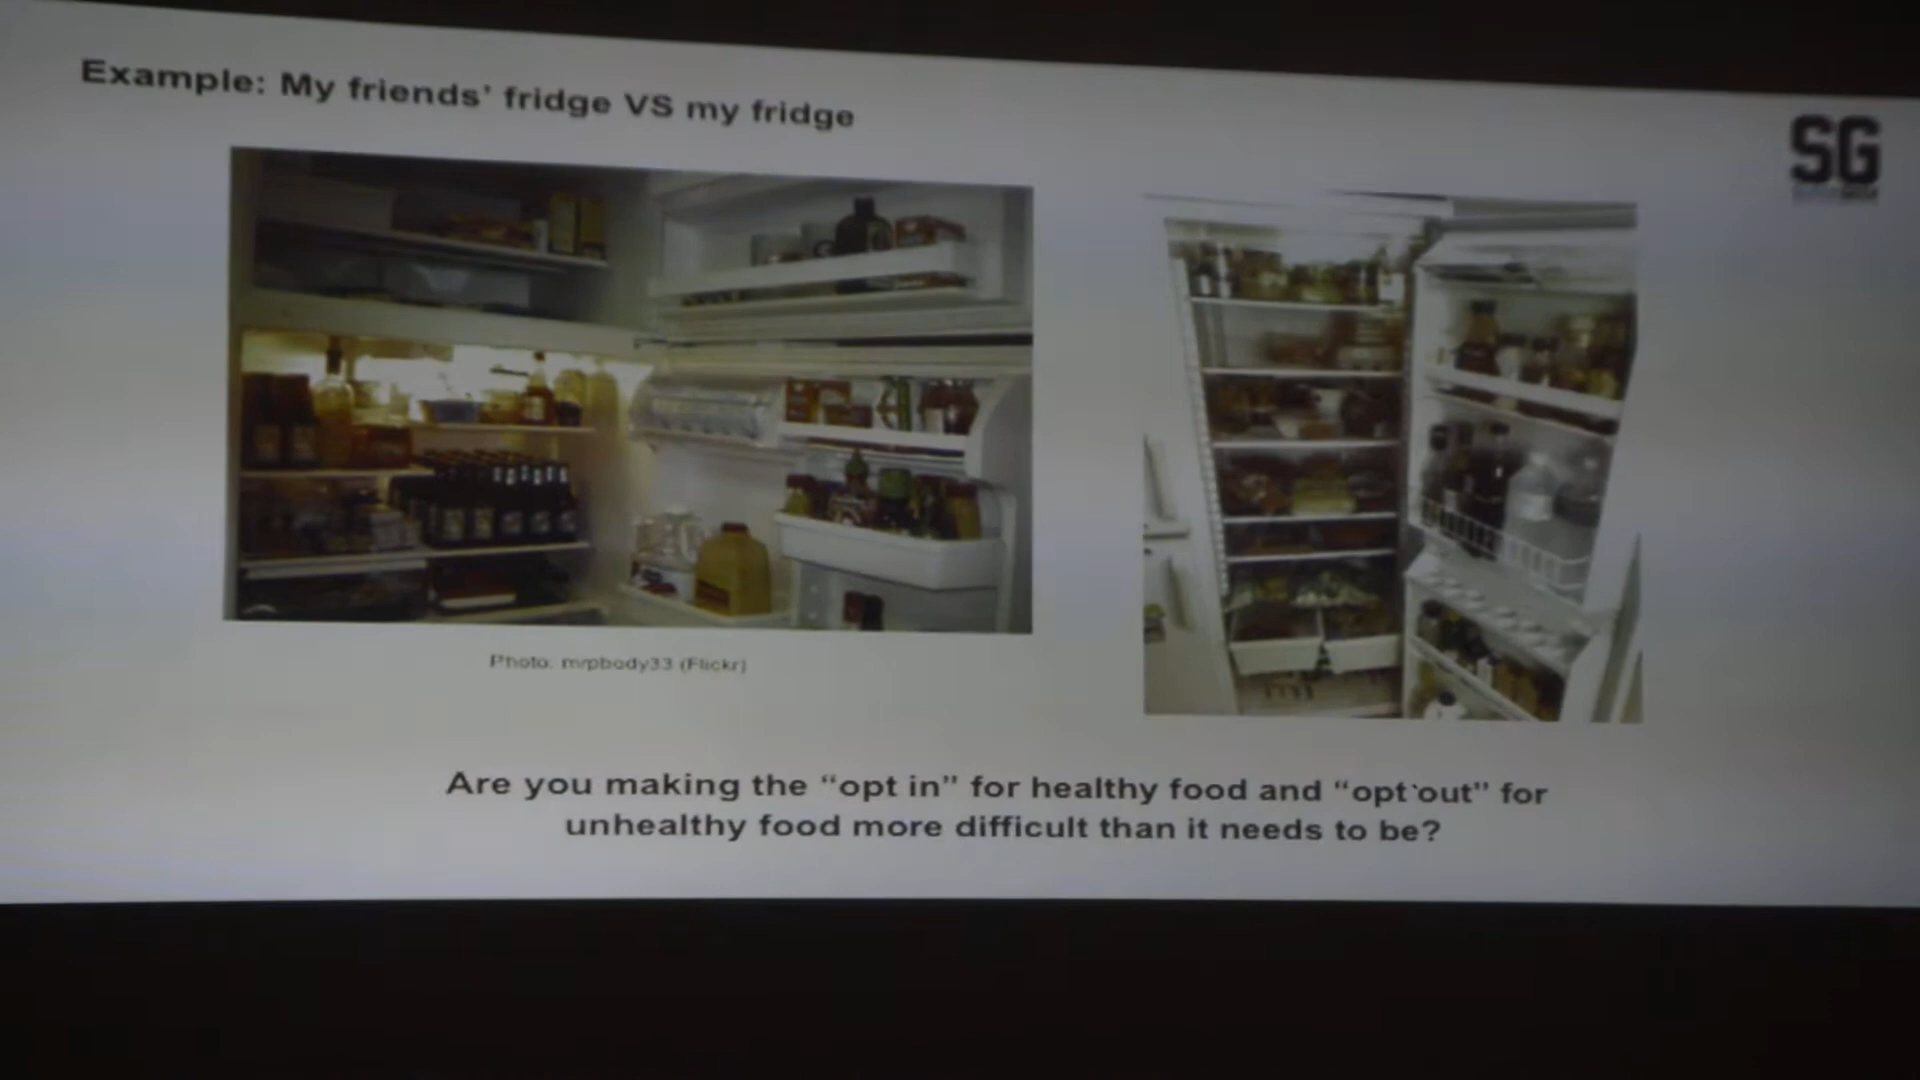 Example: My friends’ fridge VS my fridge
SG
Photo: mrpbody33 (Flickr)
Are you making the “opt in” for healthy food and “opt out” for
unhealthy food more difficult than it needs to be?